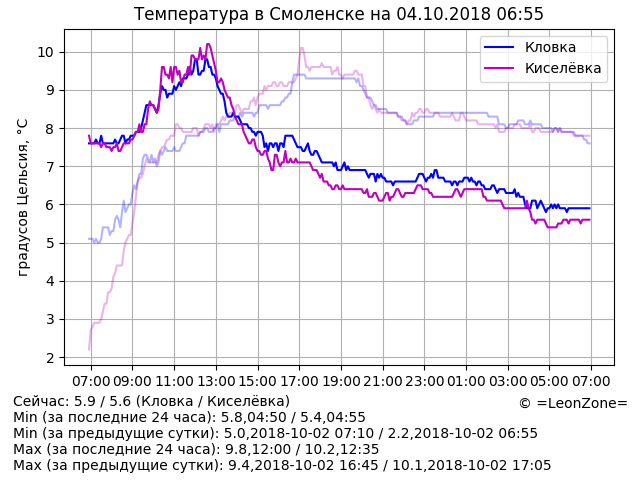 Температура в Смоленске на 04.10.2018 06:55
градусов Цельсия, °C
10
9
8
7
6
5
4
3
2
Кловка
Киселёвка
07:00 09:00 11:00 13:00 15:00 17:00 19:00 21:00 23:00 01:00 03:00 05:00 07:00
Сейчас: 5.9 / 5.6 (Кловка / Киселёвка)
© =LeonZone=
Min (за последние 24 часа): 5.8,04:50 / 5.4,04:55
Min (за предыдущие сутки): 5.0,2018-10-02 07:10 / 2.2,2018-10-02 06:55
Max (за последние 24 часа): 9.8,12:00 / 10.2,12:35
Max (за предыдущие сутки): 9.4,2018-10-02 16:45 / 10.1,2018-10-02 17:05